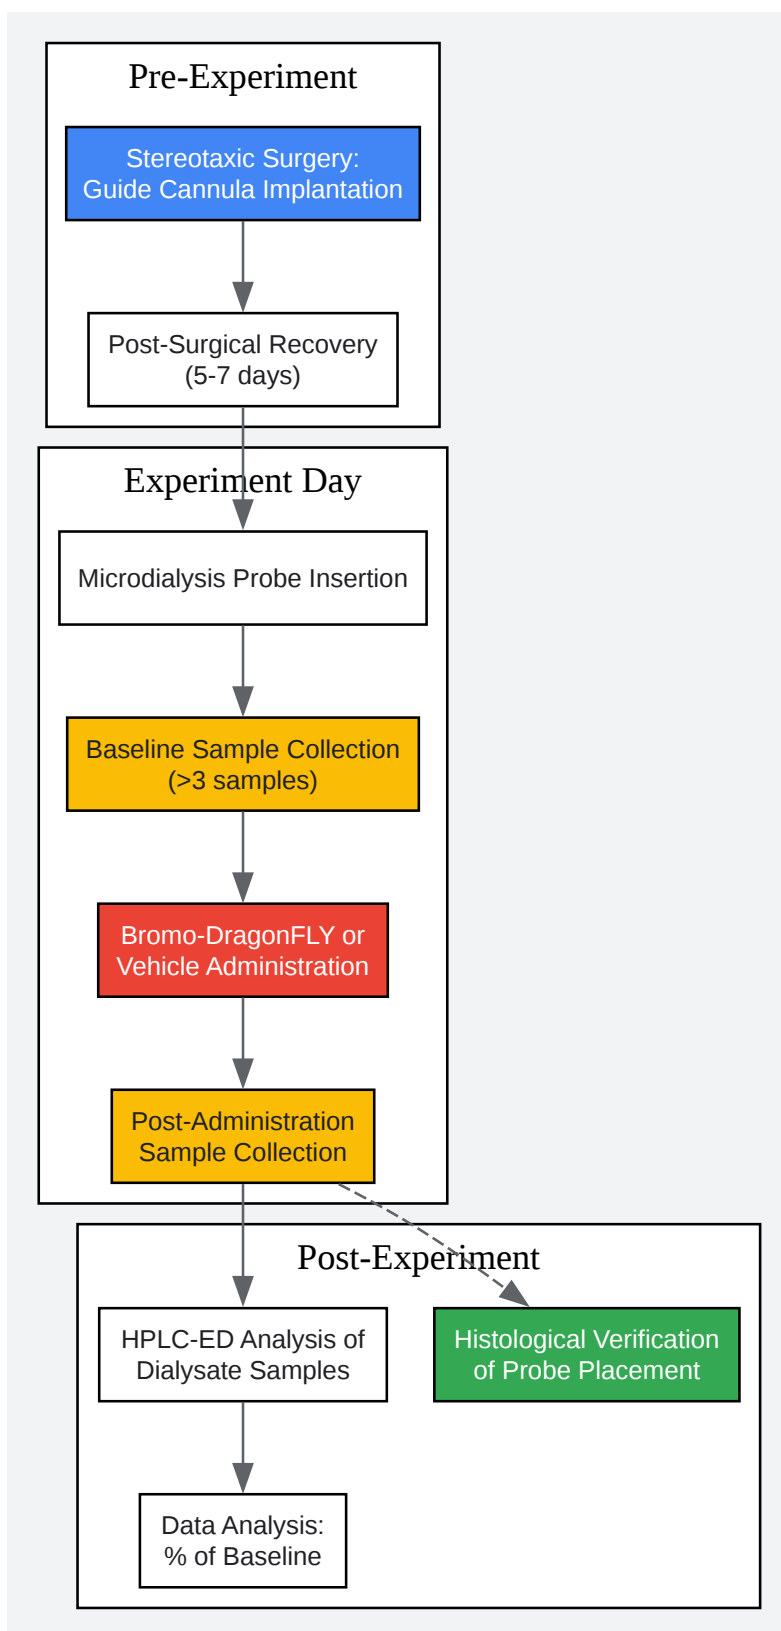 Pre-Experiment
Stereotaxic Surgery:
Guide Cannula Implantation
Post-Surgical Recovery
(5-7 days)
Experiment Day
Microdialysis Probe Insertion
Baseline Sample Collection
(>3 samples)
Bromo-DragonFLY or
Vehicle Administration
Post-Administration
Sample Collection
Post-Experiment
HPLC-ED Analysis of
Dialysate Samples
Histological Verification
of Probe Placement
Data Analysis:
% of Baseline